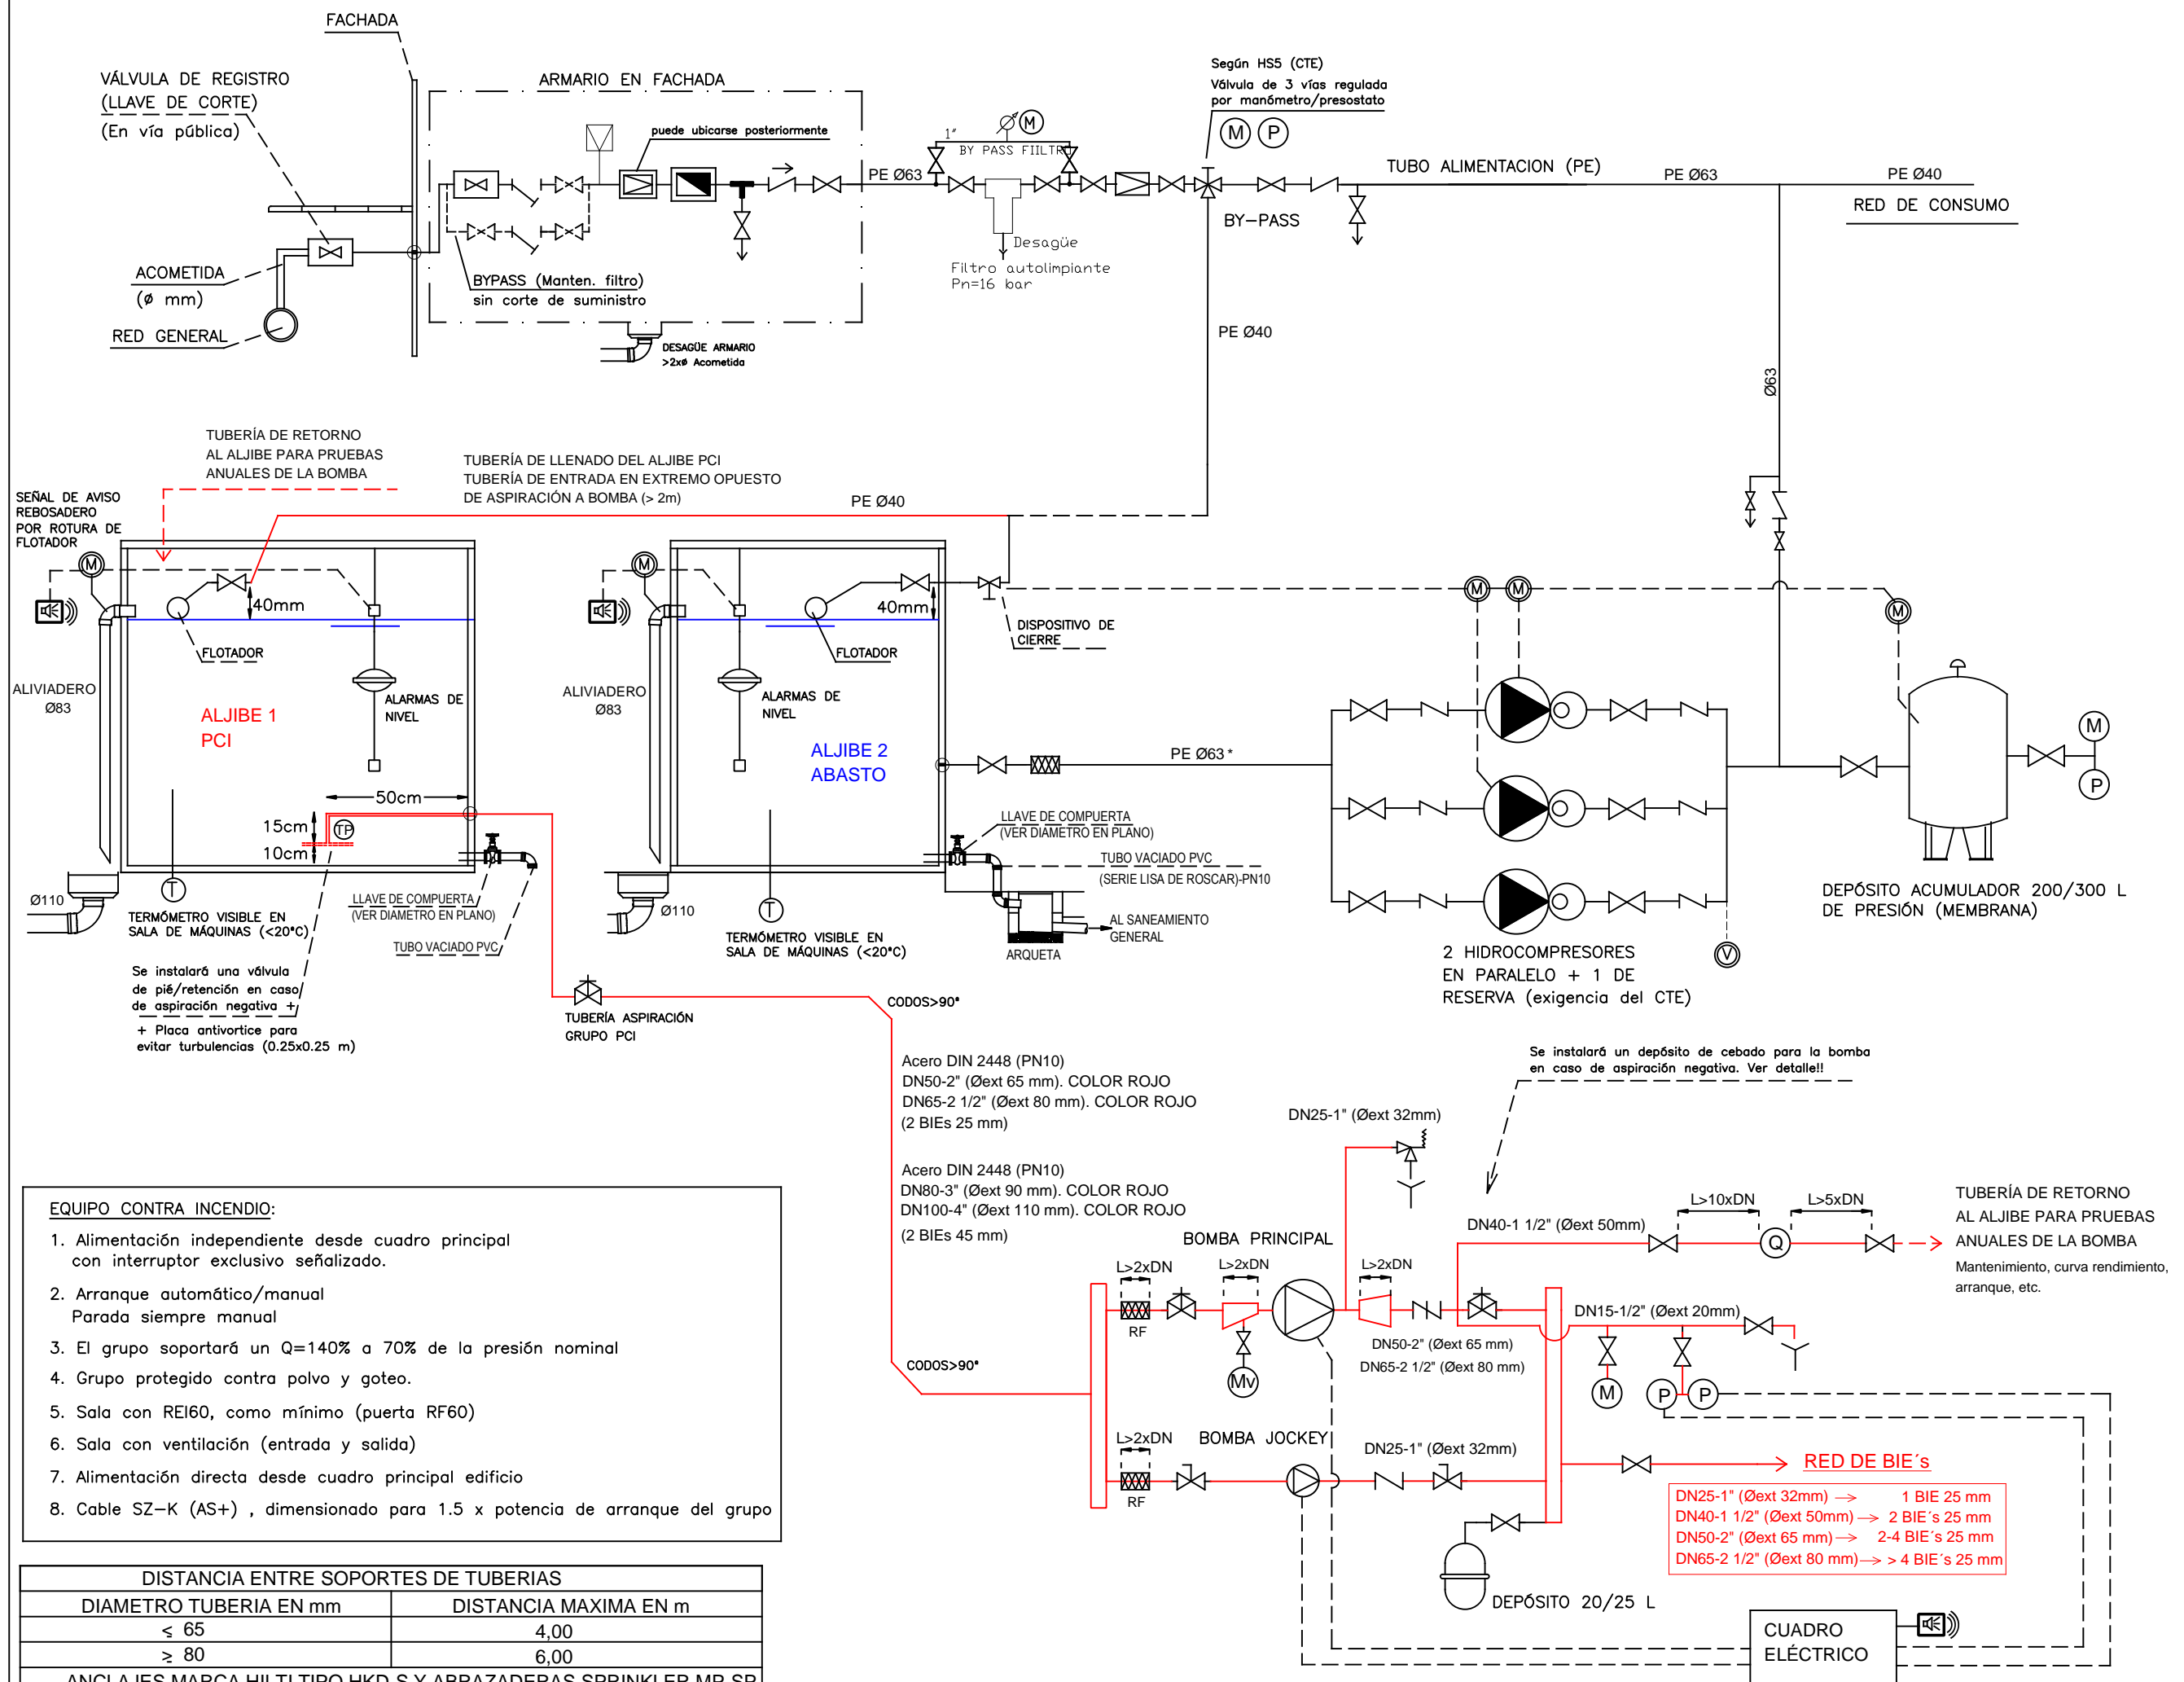 FACHADA
VÁLVULA DE REGISTRO
(LLAVE DE CORTE)
(En vía pública)
ACOMETIDA
(ø mm)
RED GENERAL
ARMARIO EN FACHADA
puede ubicarse posteriormente
BYPASS (Manten. filtro)
sin corte de suministro
DESAGÜE ARMARIO
>2xø Acometida
PE Ø63
1"
M
BY PASS FIILTRO
Desagüe
Filtro autolimpiante
Pn=16 bar
Según HS5 (CTE)
Válvula de 3 vías regulada
por manómetro/presostato
M P
BY-PASS
TUBO ALIMENTACION (PE)
PE Ø63
PE Ø40
RED DE CONSUMO
PE Ø40
Ø63
TUBERÍA DE RETORNO
AL ALJIBE PARA PRUEBAS
ANUALES DE LA BOMBA
TUBERÍA DE LLENADO DEL ALJIBE PCI
TUBERÍA DE ENTRADA EN EXTREMO OPUESTO
DE ASPIRACIÓN A BOMBA (> 2m)
PE Ø40
SEÑAL DE AVISO
REBOSADERO
POR ROTURA DE
FLOTADOR
M
40mm
FLOTADOR
ALIVIADERO
Ø83
ALARMAS DE
NIVEL
ALJIBE 1
PCI
50cm
15cm
TP
10cm
Ø110
T
TERMÓMETRO VISIBLE EN
SALA DE MÁQUINAS (<20°C)
LLAVE DE COMPUERTA
(VER DIAMETRO EN PLANO)
TUBO VACIADO PVC
Se instalará una válvula
de pié/retención en caso
de aspiración negativa +
+ Placa antivortice para
evitar turbulencias (0.25x0.25 m)
M
40mm
FLOTADOR
ALIVIADERO
Ø83
ALARMAS DE
NIVEL
ALJIBE 2
ABASTO
DISPOSITIVO DE
CIERRE
PE Ø63*
Ø110
T
TERMÓMETRO VISIBLE EN
SALA DE MÁQUINAS (<20°C)
LLAVE DE COMPUERTA
(VER DIAMETRO EN PLANO)
TUBO VACIADO PVC
(SERIE LISA DE ROSCAR)-PN10
AL SANEAMIENTO
GENERAL
ARQUETA
M M
M
M
P
V
2 HIDROCOMPRESORES
EN PARALELO + 1 DE
RESERVA (exigencia del CTE)
DEPÓSITO ACUMULADOR 200/300 L
DE PRESIÓN (MEMBRANA)
TUBERÍA ASPIRACIÓN
GRUPO PCI
CODOS>90°
Acero DIN 2448 (PN10)
DN50-2" (Øext 65 mm). COLOR ROJO
DN65-2 1/2" (Øext 80 mm). COLOR ROJO
(2 BIEs 25 mm)
Acero DIN 2448 (PN10)
DN80-3" (Øext 90 mm). COLOR ROJO
DN100-4" (Øext 110 mm). COLOR ROJO
(2 BIEs 45 mm)
CODOS>90°
Se instalará un depósito de cebado para la bomba
en caso de aspiración negativa. Ver detalle!!
DN25-1" (Øext 32mm)
BOMBA PRINCIPAL
L>2xDN
L>2xDN
L>2xDN
RF
Mv
DN50-2" (Øext 65 mm)
DN65-2 1/2" (Øext 80 mm)
DN40-1 1/2" (Øext 50mm)
L>10xDN
L>5xDN
Q
TUBERÍA DE RETORNO
AL ALJIBE PARA PRUEBAS
ANUALES DE LA BOMBA
Mantenimiento, curva rendimiento,
arranque, etc.
DN15-1/2" (Øext 20mm)
M
P P
L>2xDN
BOMBA JOCKEY
RF
DN25-1" (Øext 32mm)
RED DE BIE´s
DN25-1" (Øext 32mm) 1 BIE 25 mm
DN40-1 1/2" (Øext 50mm) 2 BIE´s 25 mm
DN50-2" (Øext 65 mm) 2-4 BIE´s 25 mm
DN65-2 1/2" (Øext 80 mm) > 4 BIE´s 25 mm
DEPÓSITO 20/25 L
CUADRO
ELÉCTRICO
EQUIPO CONTRA INCENDIO:
1. Alimentación independiente desde cuadro principal
con interruptor exclusivo señalizado.
2. Arranque automático/manual
Parada siempre manual
3. El grupo soportará un Q=140% a 70% de la presión nominal
4. Grupo protegido contra polvo y goteo.
5. Sala con REI60, como mínimo (puerta RF60)
6. Sala con ventilación (entrada y salida)
7. Alimentación directa desde cuadro principal edificio
8. Cable SZ-K (AS+) , dimensionado para 1.5 x potencia de arranque del grupo
DISTANCIA ENTRE SOPORTES DE TUBERIAS
DIAMETRO TUBERIA EN mm DISTANCIA MAXIMA EN m
≤ 65 4,00
≥ 80 6,00
ANCLAJES MARCA HILTI TIPO HKD-S Y ABRAZADERAS SPRINKLER MP-SP